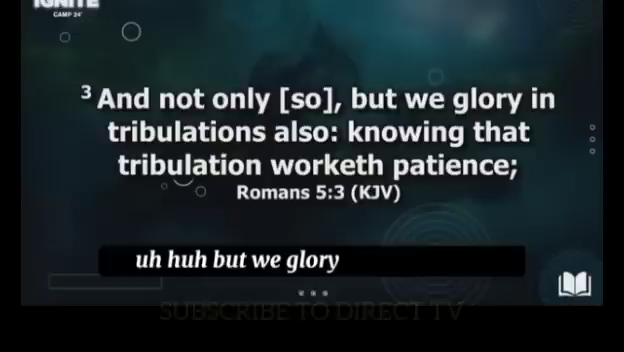 IGNITE
CAMP 24'
3 And not only [so], but we glory in
tribulations also: knowing that
tribulation worketh patience;
Romans 5:3 (KJV)
uh huh but we glory
SUBSCRIBE TO DIRECT TV